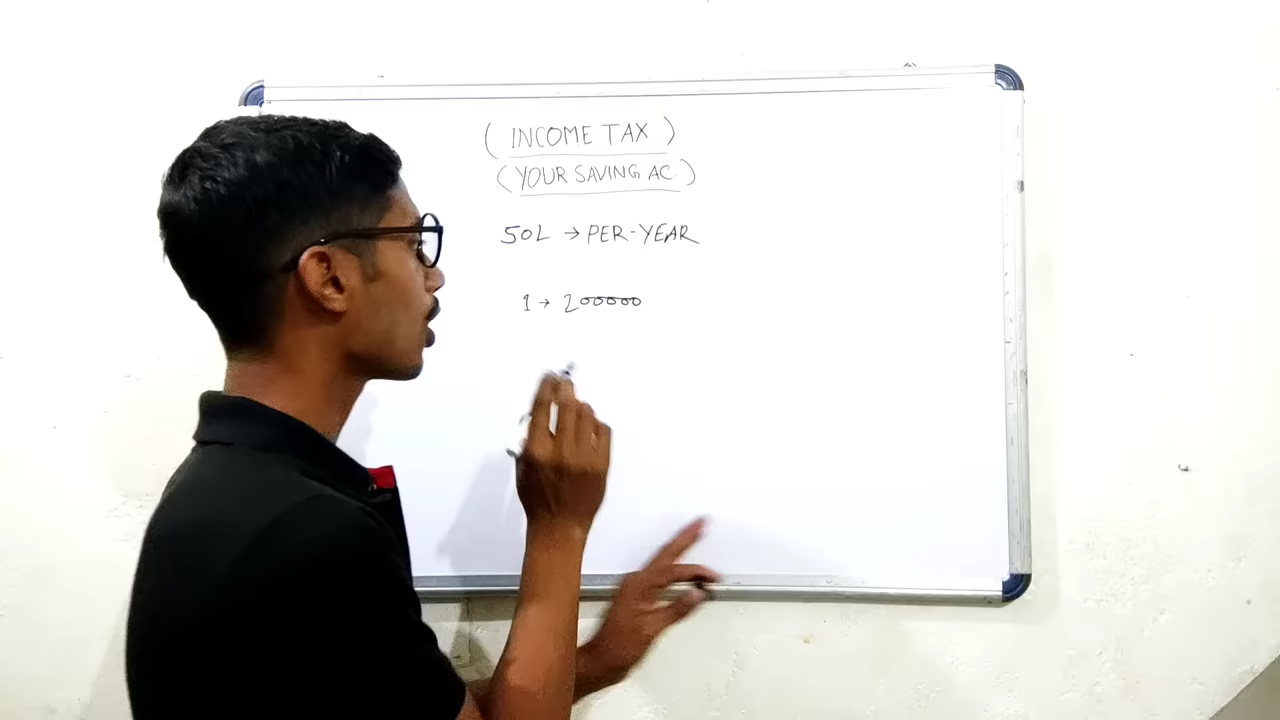 ( INCOME TAX )
( YOUR SAVING AC. )
50L → PER-YEAR
1 → 200000